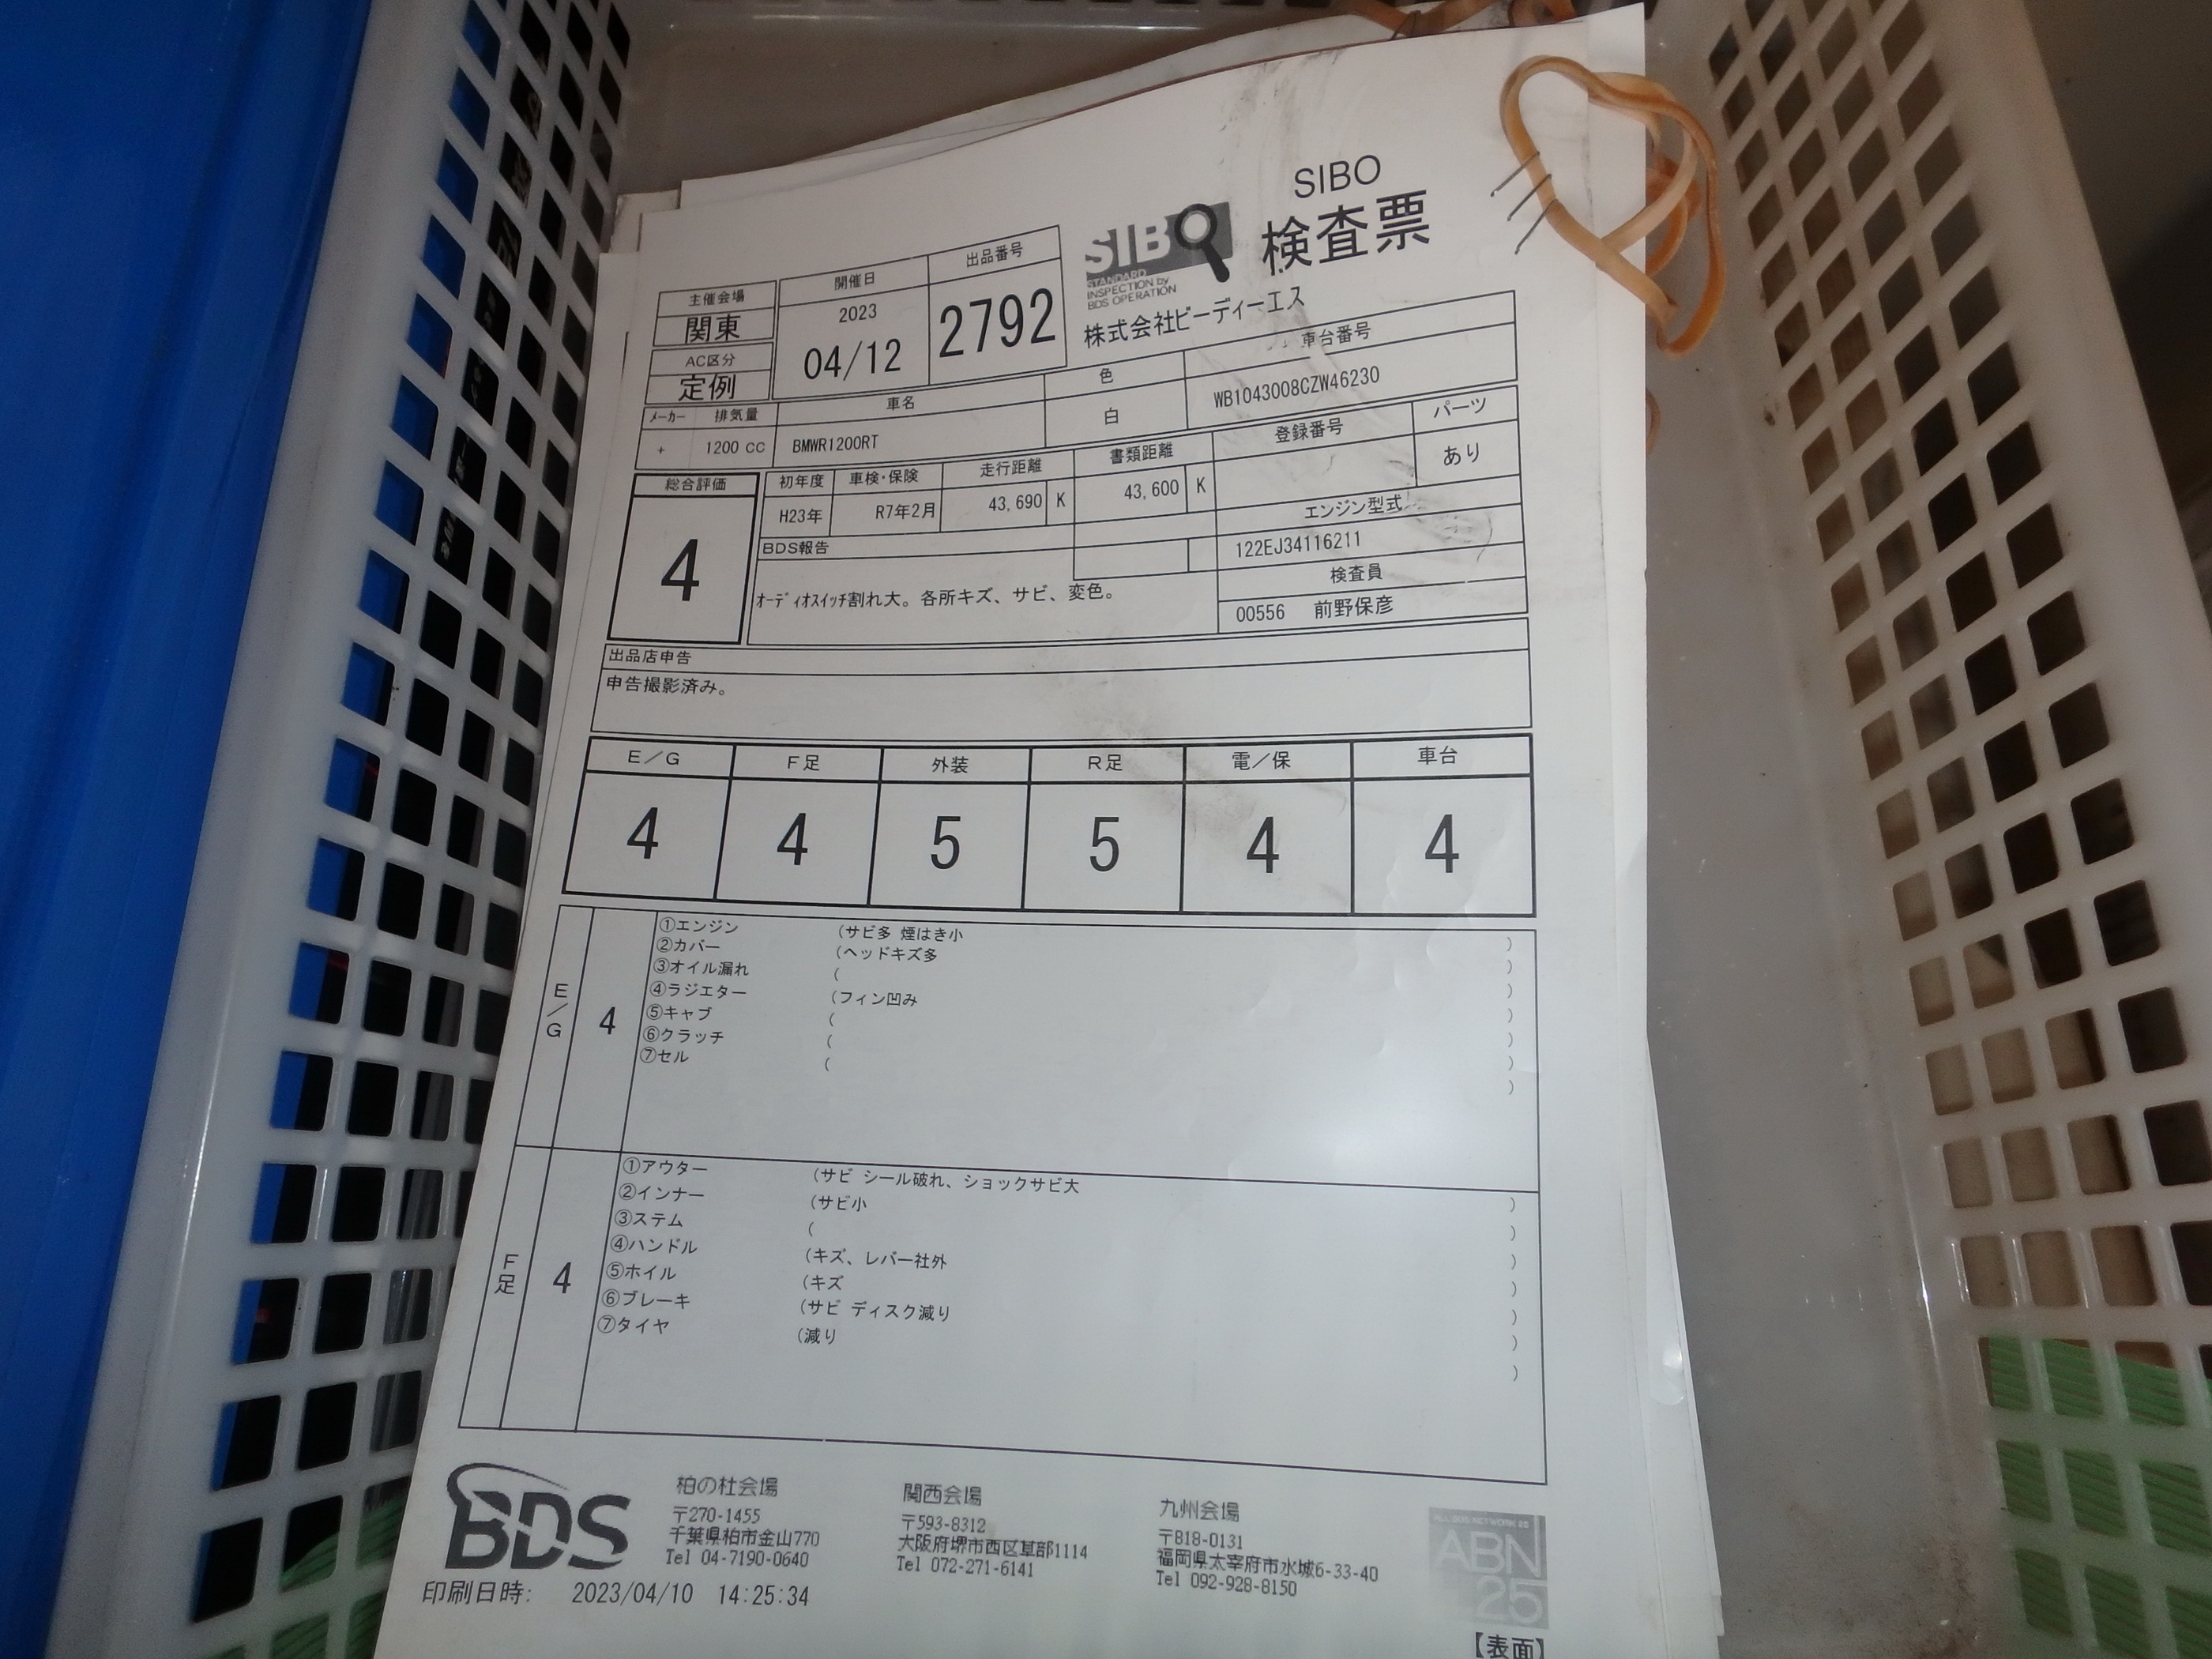 SIBO
検査票
SIBO
STANDARD
INSPECTION by
BDS OPERATION
株式会社ビーディーエス
主催会場
関東
AC区分
定例
開催日
2023
04/12
出品番号
2792
メーカー 排気量 車名 色 車台番号
+ 1200 cc BMWR1200RT 白 WB1043008CZW46230
総合評価
4
初年度 車検・保険 走行距離 書類距離 登録番号 パーツ
H23年 R7年2月 43,690 K 43,600 K あり
BDS報告
オーディオスイッチ割れ大。各所キズ、サビ、変色。
エンジン型式
122EJ34116211
検査員
00556 前野保彦
出品店申告
申告撮影済み。
E/G F足 外装 R足 電/保 車台
4 4 5 5 4 4
E/G 4
①エンジン (サビ多 煙はき小 )
②カバー (ヘッドキズ多 )
③オイル漏れ ( )
④ラジエター (フィン凹み )
⑤キャブ ( )
⑥クラッチ ( )
⑦セル ( )
F足 4
①アウター (サビ シール破れ、ショックサビ大 )
②インナー (サビ小 )
③ステム ( )
④ハンドル (キズ、レバー社外 )
⑤ホイル (キズ )
⑥ブレーキ (サビ ディスク減り )
⑦タイヤ (減り )
BDS
柏の杜会場
〒270-1455
千葉県柏市金山770
Tel 04-7190-0640
関西会場
〒593-8312
大阪府堺市西区草部1114
Tel 072-271-6141
九州会場
〒818-0131
福岡県太宰府市水城6-33-40
Tel 092-928-8150
ALL BDS NETWORK 25
ABN
25
印刷日時: 2023/04/10 14:25:34
【表面】